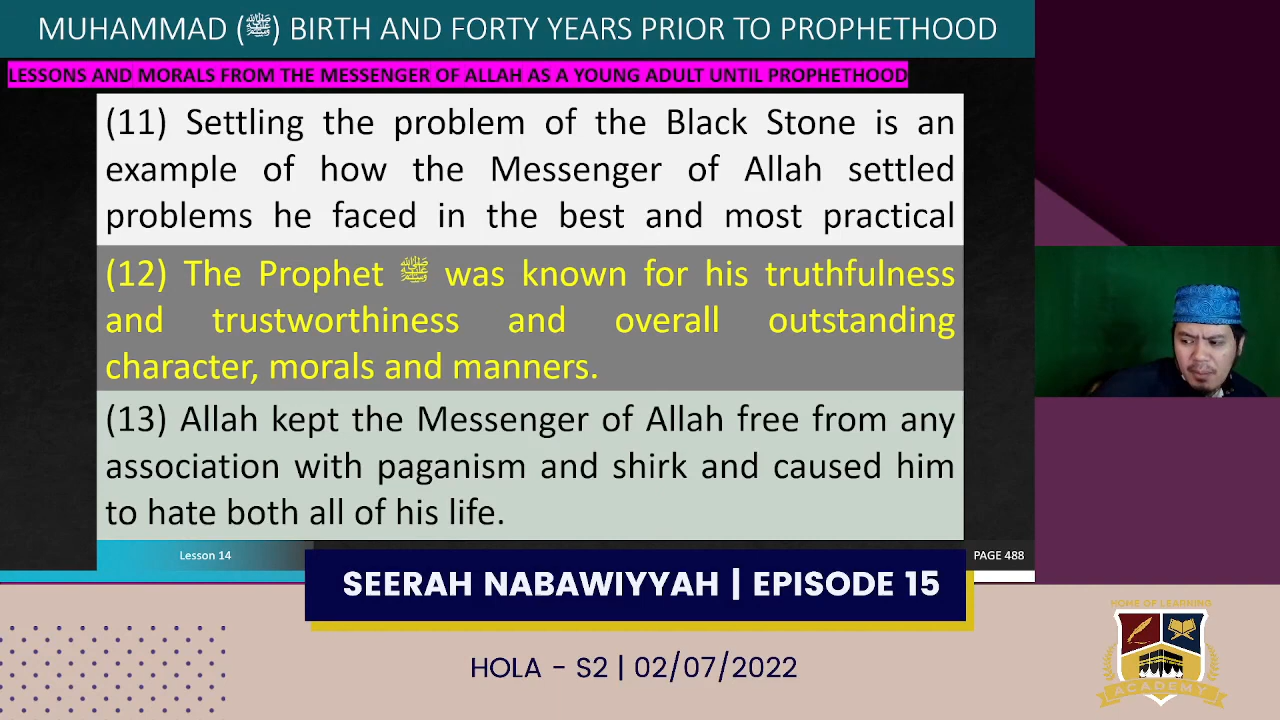 MUHAMMAD (ﷺ) BIRTH AND FORTY YEARS PRIOR TO PROPHETHOOD
LESSONS AND MORALS FROM THE MESSENGER OF ALLAH AS A YOUNG ADULT UNTIL PROPHETHOOD
(11) Settling the problem of the Black Stone is an
example of how the Messenger of Allah settled
problems he faced in the best and most practical
(12) The Prophet ﷺ was known for his truthfulness
and trustworthiness and overall outstanding
character, morals and manners.
(13) Allah kept the Messenger of Allah free from any
association with paganism and shirk and caused him
to hate both all of his life.
Lesson 14
PAGE 488
SEERAH NABAWIYYAH | EPISODE 15
HOLA - S2 | 02/07/2022
HOME OF LEARNING
ACADEMY